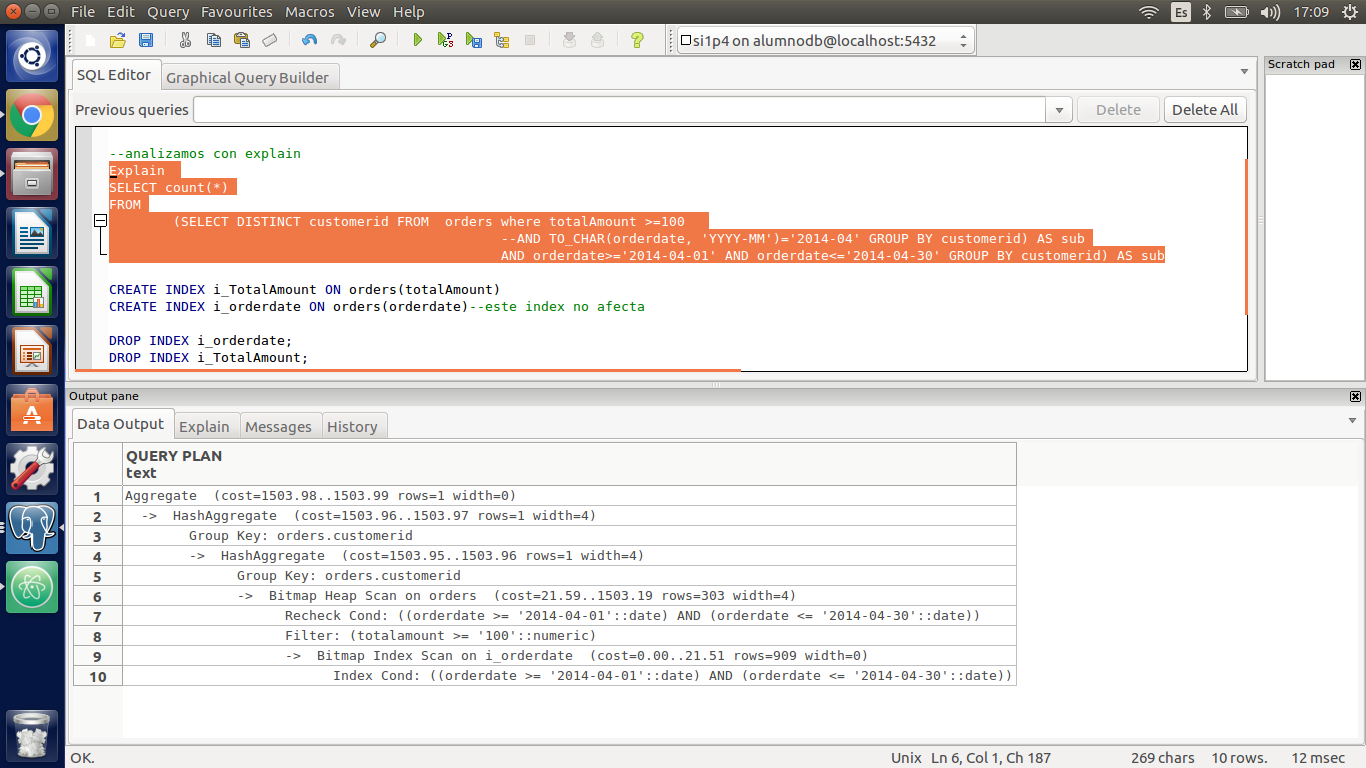 File Edit Query Favourites Macros View Help
Es 17:09
si1p4 on alumnodb@localhost:5432
SQL Editor
Graphical Query Builder
Scratch pad
Previous queries
Delete
Delete All
--analizamos con explain
Explain
SELECT count(*)
FROM
(SELECT DISTINCT customerid FROM orders where totalAmount >=100
--AND TO_CHAR(orderdate, 'YYYY-MM')='2014-04' GROUP BY customerid) AS sub
AND orderdate>='2014-04-01' AND orderdate<='2014-04-30' GROUP BY customerid) AS sub
CREATE INDEX i_TotalAmount ON orders(totalAmount)
CREATE INDEX i_orderdate ON orders(orderdate)--este index no afecta
DROP INDEX i_orderdate;
DROP INDEX i_TotalAmount;
Output pane
Data Output Explain Messages History
QUERY PLAN
text
1 Aggregate (cost=1503.98..1503.99 rows=1 width=0)
2 -> HashAggregate (cost=1503.96..1503.97 rows=1 width=4)
3 Group Key: orders.customerid
4 -> HashAggregate (cost=1503.95..1503.96 rows=1 width=4)
5 Group Key: orders.customerid
6 -> Bitmap Heap Scan on orders (cost=21.59..1503.19 rows=303 width=4)
7 Recheck Cond: ((orderdate >= '2014-04-01'::date) AND (orderdate <= '2014-04-30'::date))
8 Filter: (totalamount >= '100'::numeric)
9 -> Bitmap Index Scan on i_orderdate (cost=0.00..21.51 rows=909 width=0)
10 Index Cond: ((orderdate >= '2014-04-01'::date) AND (orderdate <= '2014-04-30'::date))
OK. Unix Ln 6, Col 1, Ch 187 269 chars 10 rows. 12 msec